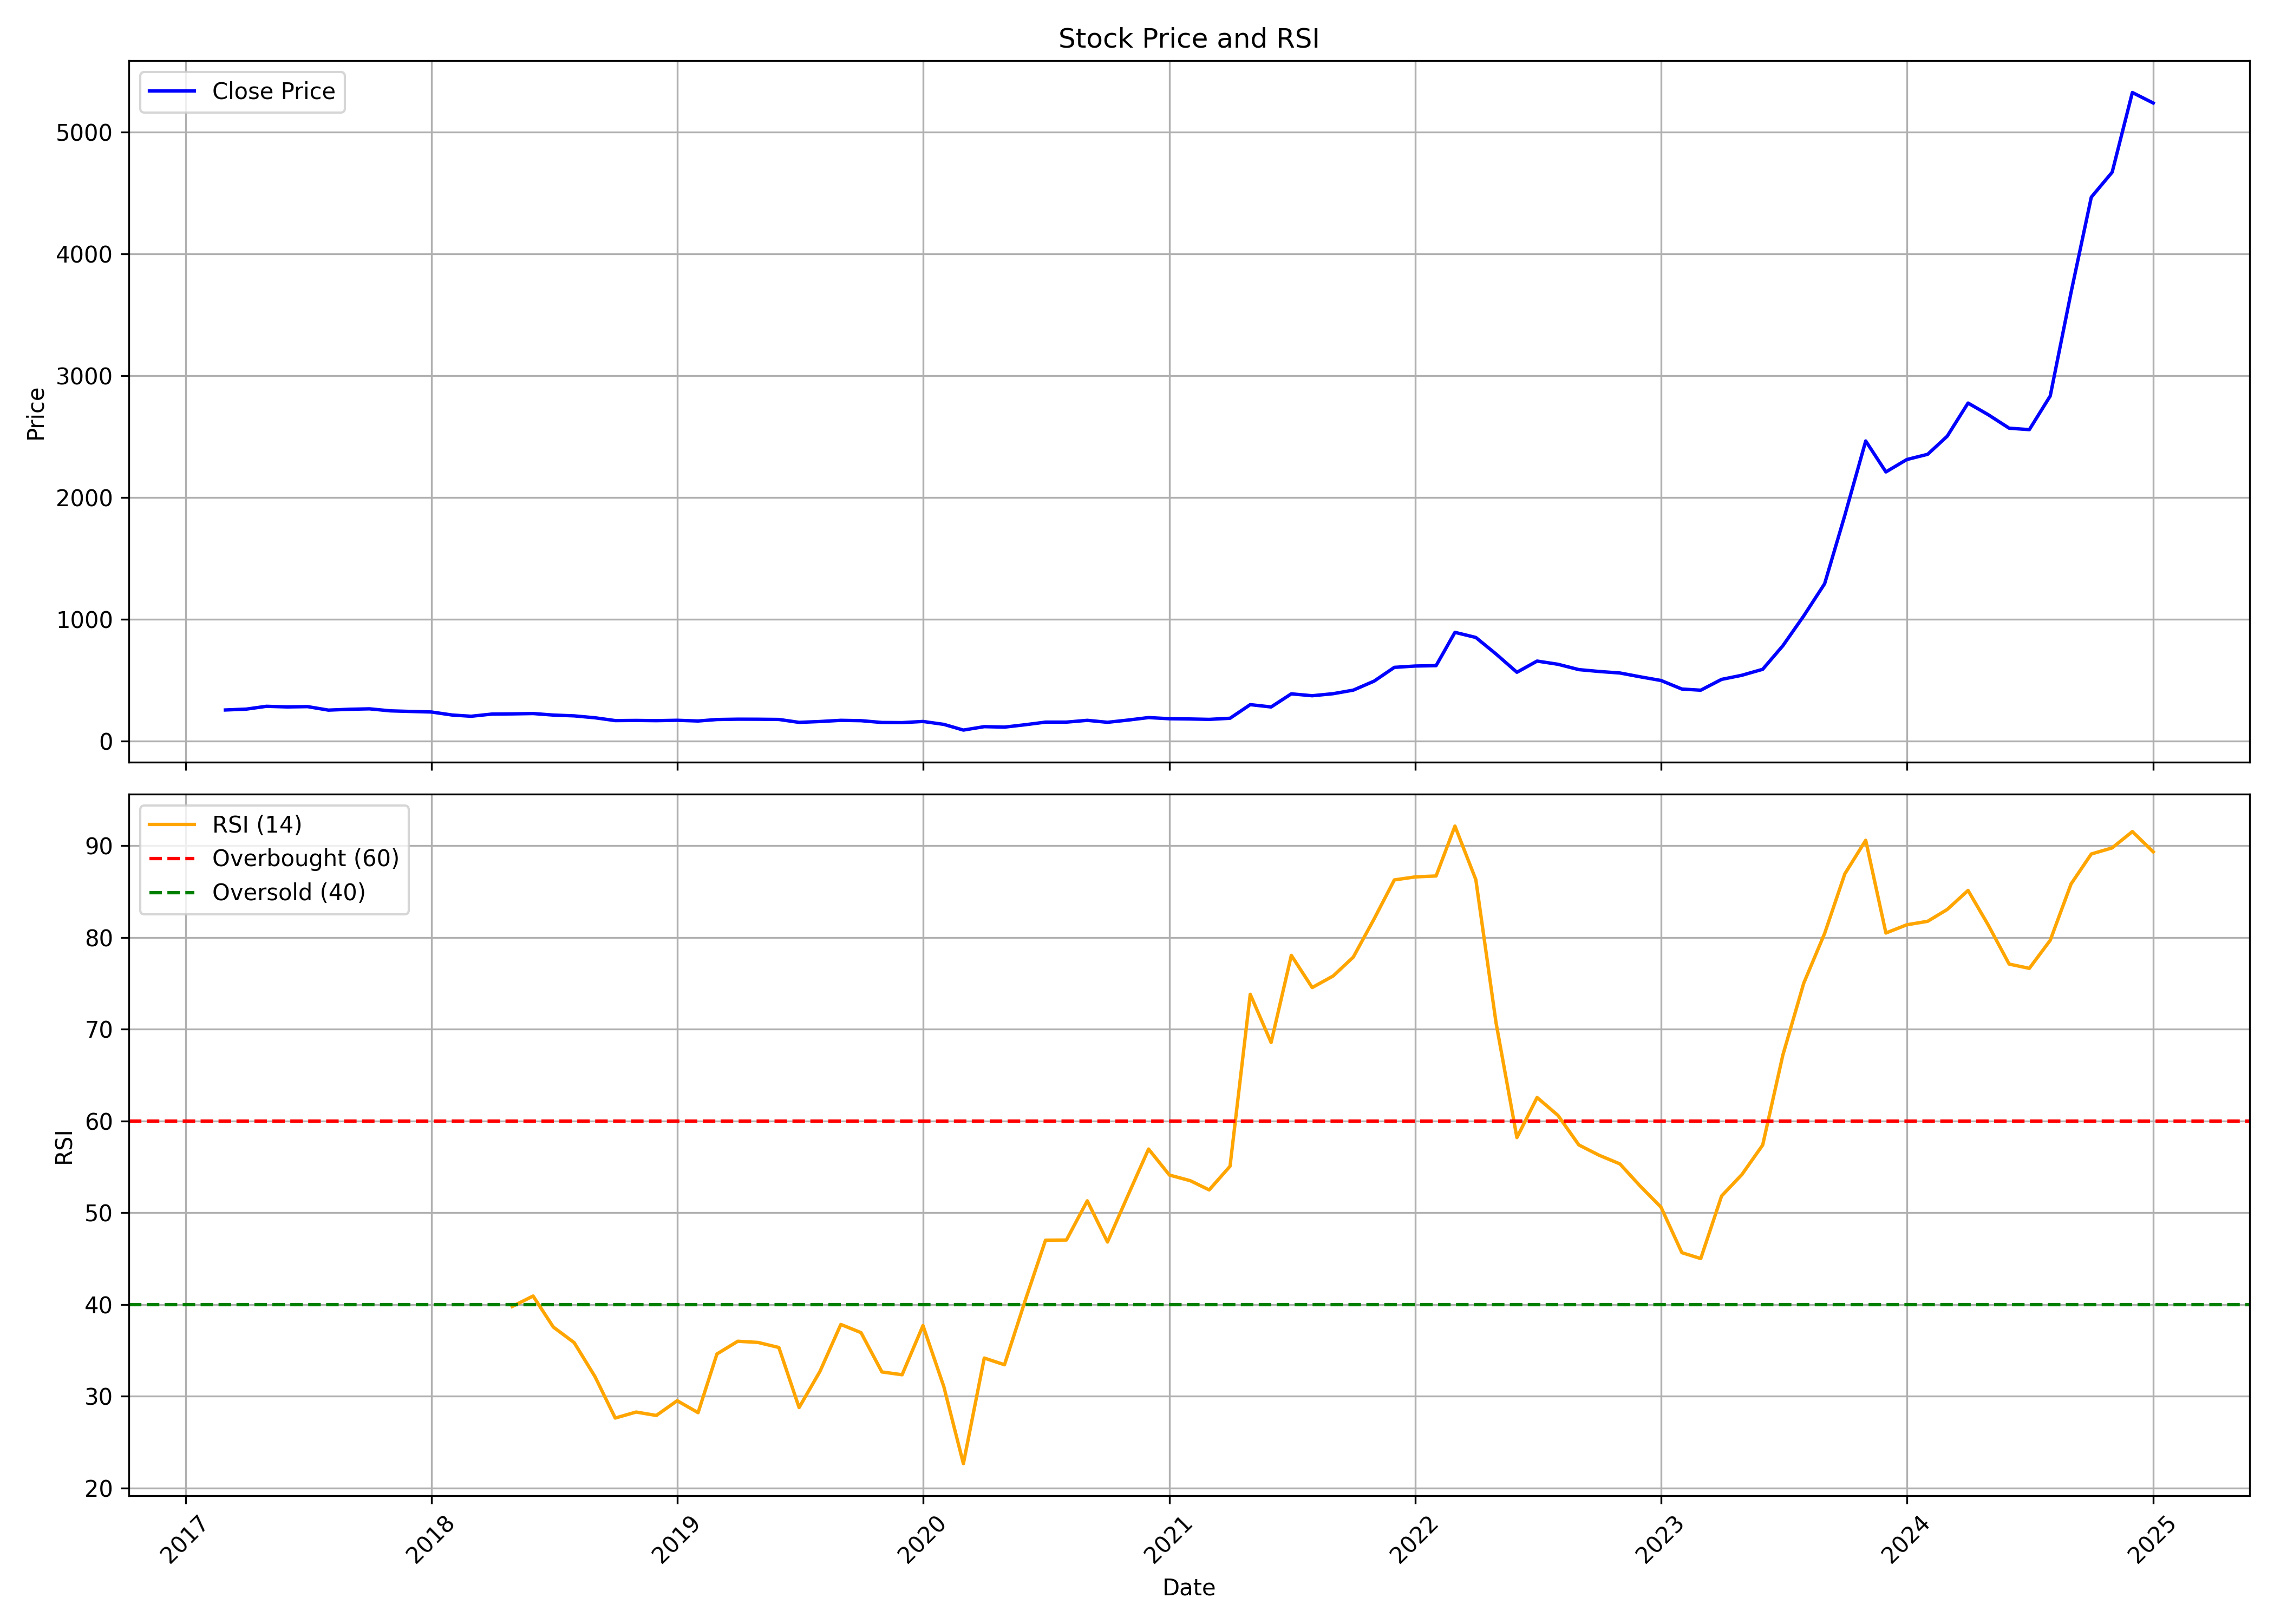 Stock Price and RSI
Close Price
Price
5000
4000
3000
2000
1000
0
RSI (14)
Overbought (60)
Oversold (40)
RSI
90
80
70
60
50
40
30
20
2017
2018
2019
2020
2021
2022
2023
2024
2025
Date